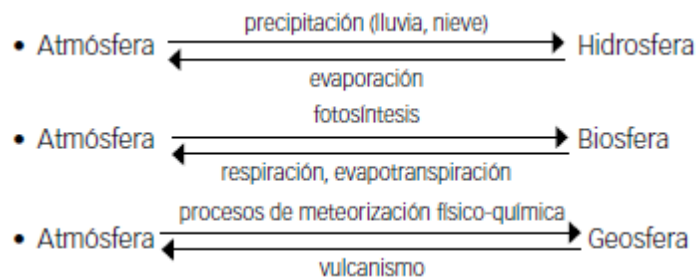 precipitación (lluvia, nieve)
• Atmósfera Hidrosfera
evaporación
fotosíntesis
• Atmósfera Biosfera
respiración, evapotranspiración
procesos de meteorización físico-química
• Atmósfera Geosfera
vulcanismo